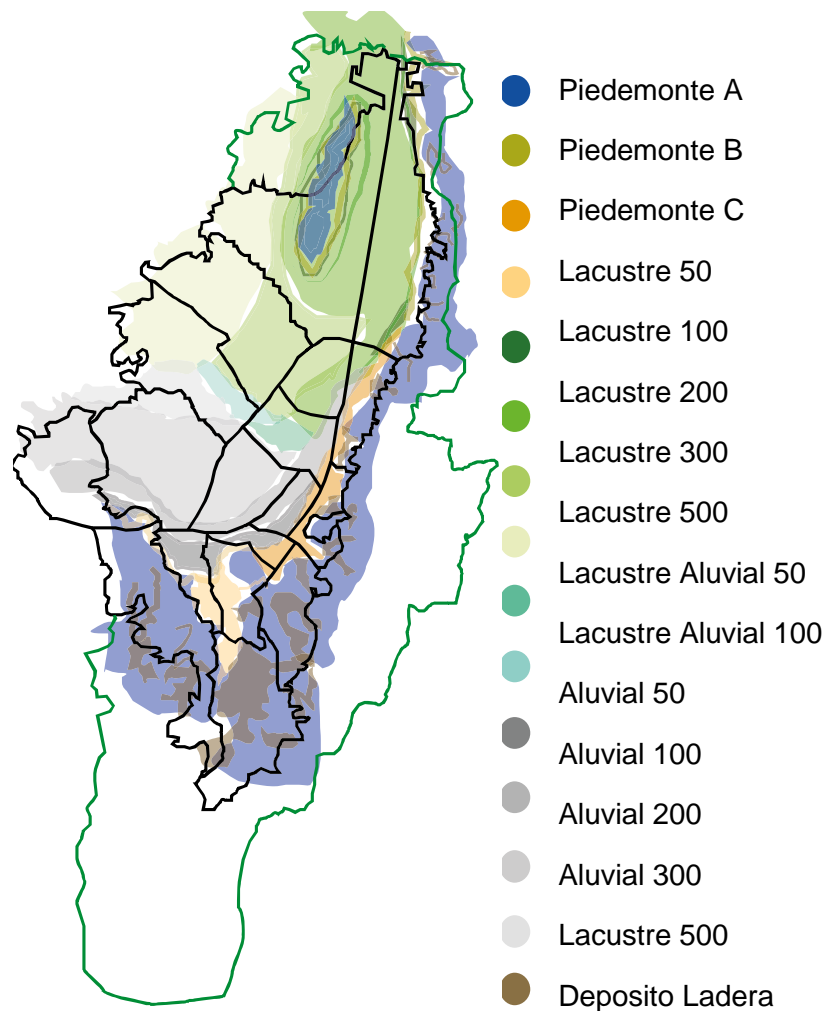 Piedemonte A
Piedemonte B
Piedemonte C
Lacustre 50
Lacustre 100
Lacustre 200
Lacustre 300
Lacustre 500
Lacustre Aluvial 50
Lacustre Aluvial 100
Aluvial 50
Aluvial 100
Aluvial 200
Aluvial 300
Lacustre 500
Deposito Ladera